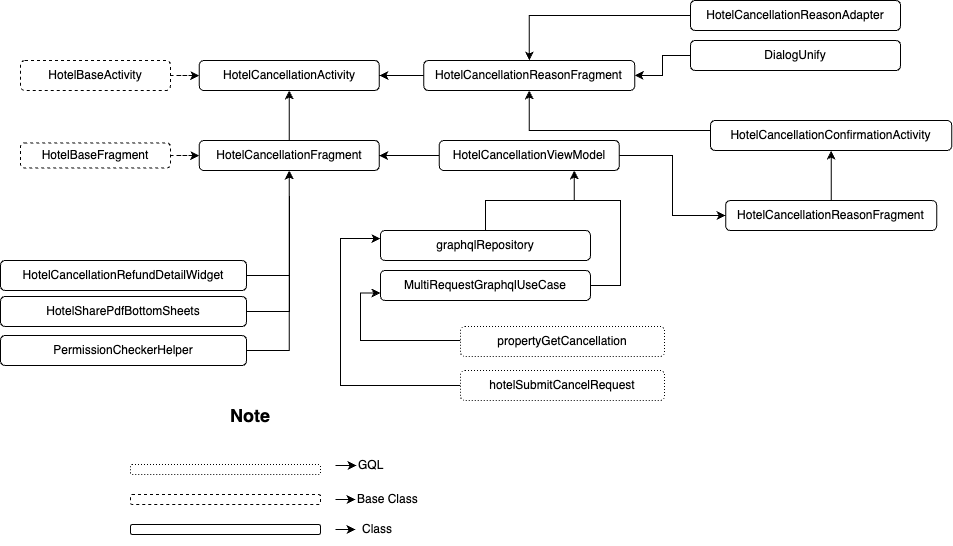 HotelCancellationReasonAdapter
DialogUnify
HotelBaseActivity
HotelCancellationActivity
HotelCancellationReasonFragment
HotelCancellationConfirmationActivity
HotelBaseFragment
HotelCancellationFragment
HotelCancellationViewModel
HotelCancellationReasonFragment
graphqlRepository
HotelCancellationRefundDetailWidget
MultiRequestGraphqlUseCase
HotelSharePdfBottomSheets
propertyGetCancellation
PermissionCheckerHelper
hotelSubmitCancelRequest
Note
GQL
Base Class
Class